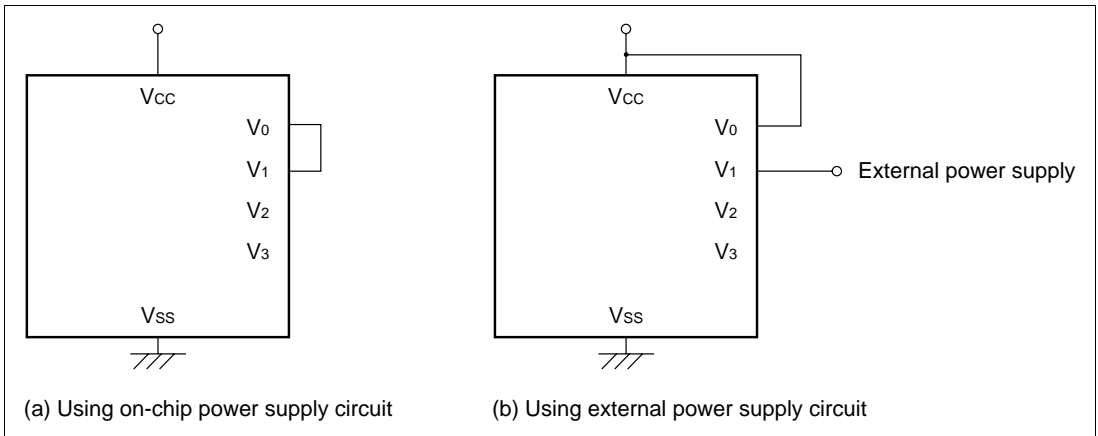 VCC
V0
V1
V2
V3
VSS
(a) Using on-chip power supply circuit
VCC
V0
V1
External power supply
V2
V3
VSS
(b) Using external power supply circuit